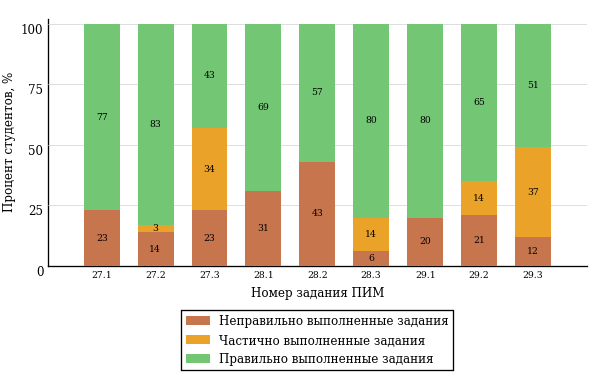 Процент студентов, %
100
75
50
25
0
77 83 43 69 57 80 80 65 51
3 34 14 14 37
23 14 23 31 43 6 20 21 12
27.1 27.2 27.3 28.1 28.2 28.3 29.1 29.2 29.3
Номер задания ПИМ
Неправильно выполненные задания
Частично выполненные задания
Правильно выполненные задания